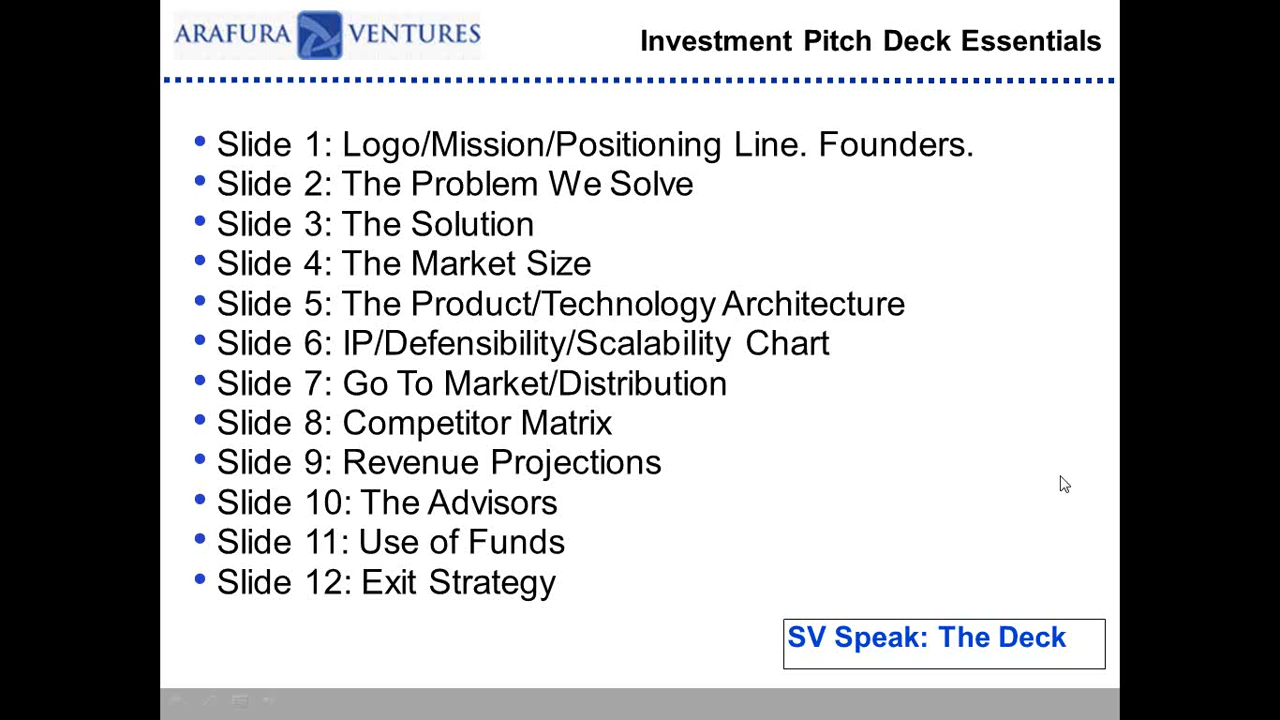 ARAFURA VENTURES
Investment Pitch Deck Essentials
• Slide 1: Logo/Mission/Positioning Line. Founders.
• Slide 2: The Problem We Solve
• Slide 3: The Solution
• Slide 4: The Market Size
• Slide 5: The Product/Technology Architecture
• Slide 6: IP/Defensibility/Scalability Chart
• Slide 7: Go To Market/Distribution
• Slide 8: Competitor Matrix
• Slide 9: Revenue Projections
• Slide 10: The Advisors
• Slide 11: Use of Funds
• Slide 12: Exit Strategy
SV Speak: The Deck